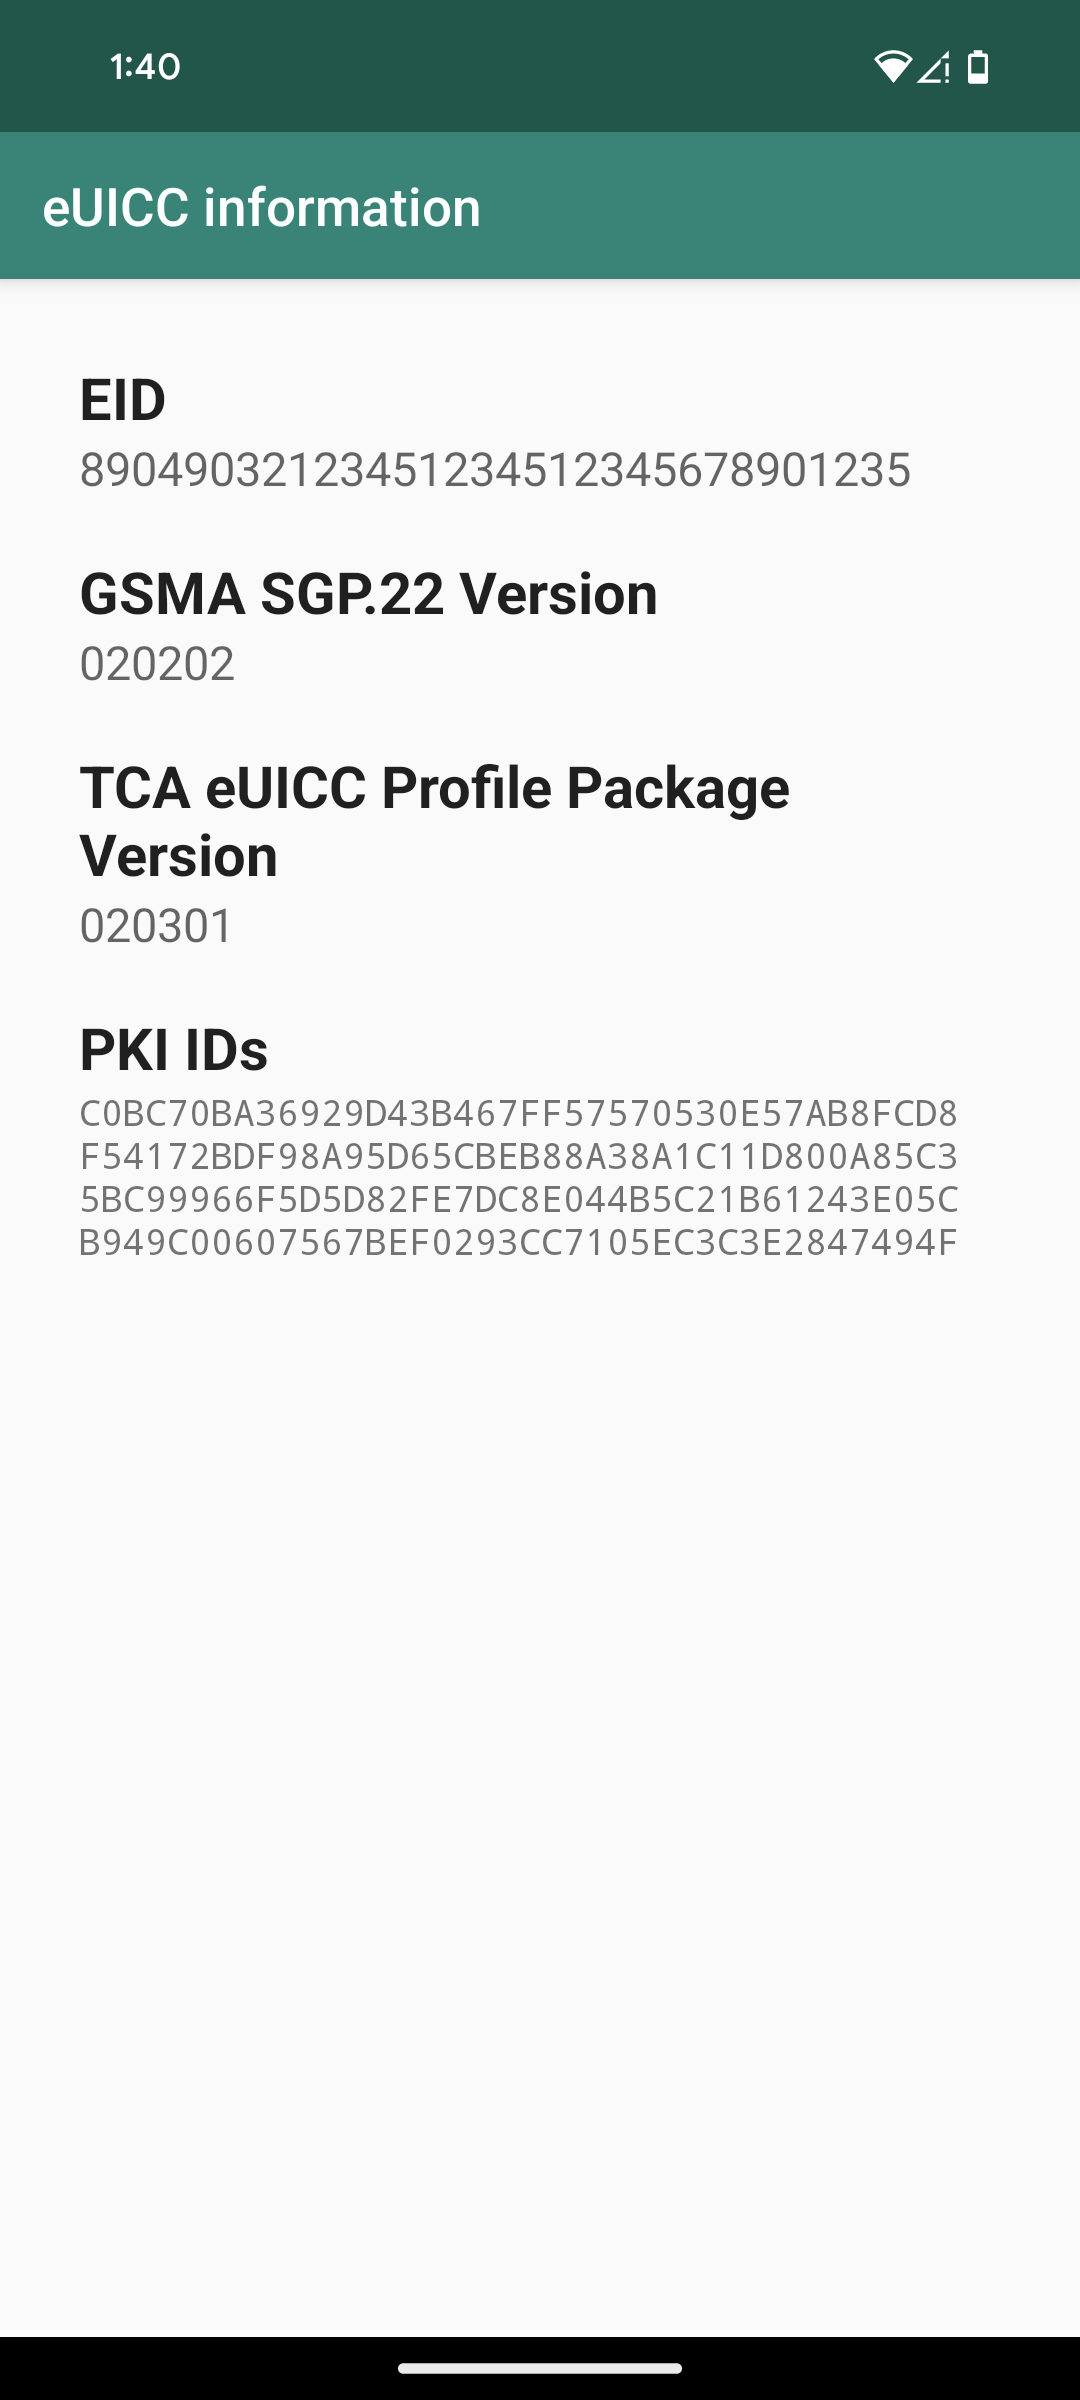 1:40
eUICC information
EID
89049032123451234512345678901235
GSMA SGP.22 Version
020202
TCA eUICC Profile Package
Version
020301
PKI IDs
C0BC70BA36929D43B467FF57570530E57AB8FCD8
F54172BDF98A95D65CBEB88A38A1C11D800A85C3
5BC99966F5D5D82FE7DC8E044B5C21B61243E05C
B949C00607567BEF0293CC7105EC3C3E2847494F